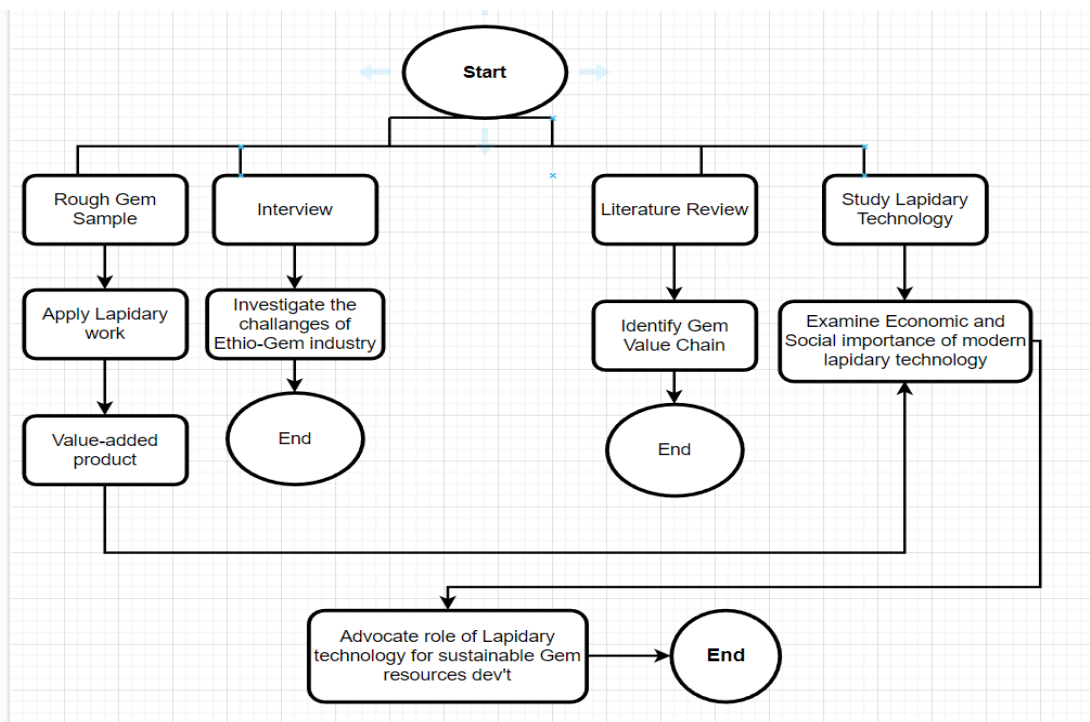 Start
Rough Gem
Sample
Interview
Literature Review
Study Lapidary
Technology
Apply Lapidary
work
Investigate the
challanges of
Ethio-Gem industry
Identify Gem
Value Chain
Examine Economic and
Social importance of modern
lapidary technology
Value-added
product
End
End
Advocate role of Lapidary
technology for sustainable Gem
resources dev't
End